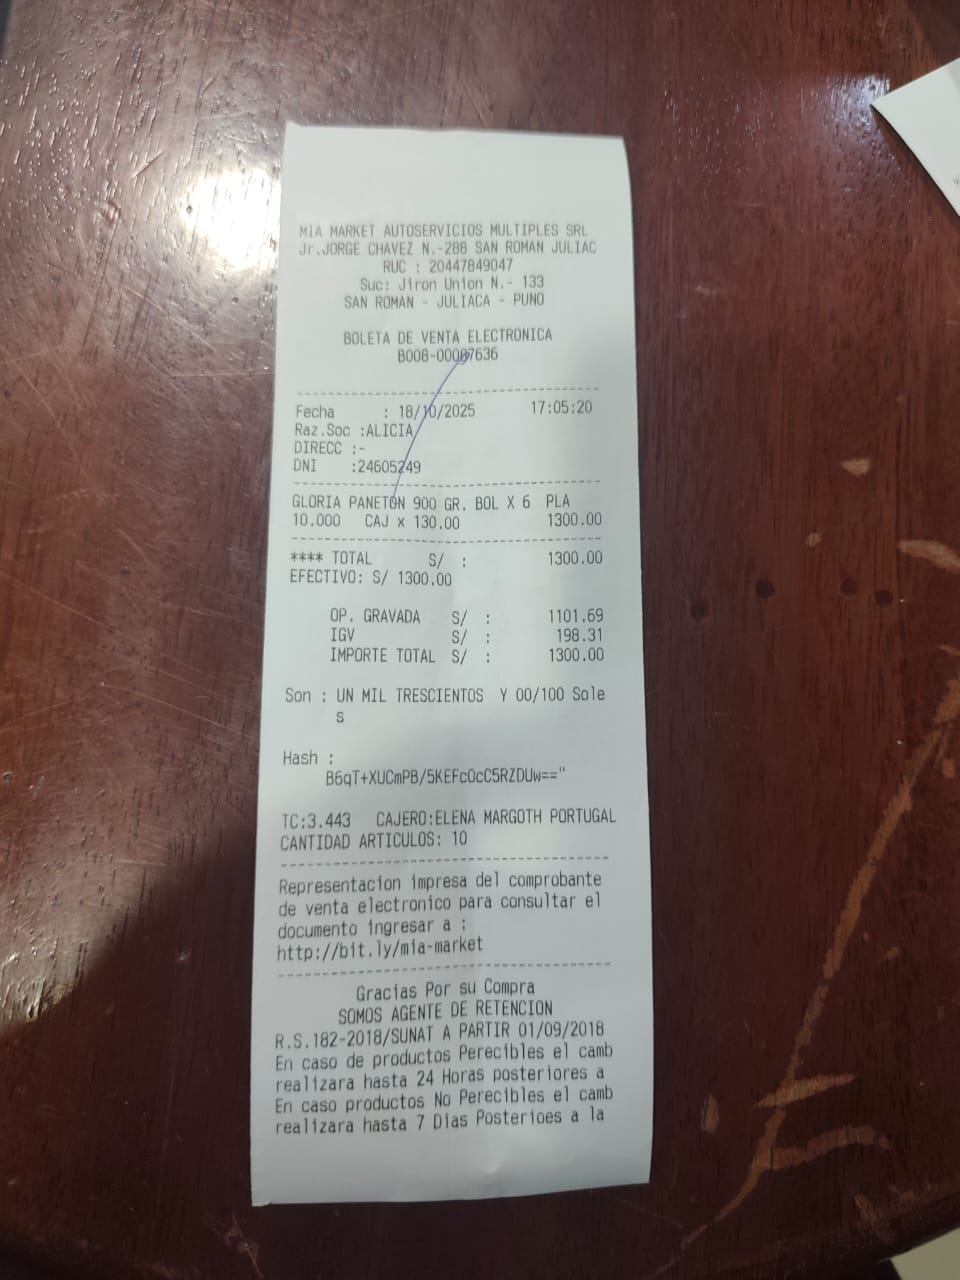 MIA MARKET AUTOSERVICIOS MULTIPLES SRL
Jr.JORGE CHAVEZ N.-288 SAN ROMAN JULIAC
RUC : 20447849047
Suc: Jiron Union N.- 133
SAN ROMAN - JULIACA - PUNO
BOLETA DE VENTA ELECTRONICA
B008-00007636
Fecha : 18/10/2025 17:05:20
Raz.Soc :ALICIA
DIRECC :-
DNI :24605249
GLORIA PANETON 900 GR. BOL X 6 PLA
10.000 CAJ x 130.00 1300.00
**** TOTAL S/ : 1300.00
EFECTIVO: S/ 1300.00
OP. GRAVADA S/ : 1101.69
IGV S/ : 198.31
IMPORTE TOTAL S/ : 1300.00
Son : UN MIL TRESCIENTOS Y 00/100 Sole
s
Hash :
B6qT+XUCmPB/5KEFcOcC5RZDUw=="
TC:3.443 CAJERO:ELENA MARGOTH PORTUGAL
CANTIDAD ARTICULOS: 10
Representacion impresa del comprobante
de venta electronico para consultar el
documento ingresar a :
http://bit.ly/mia-market
Gracias Por su Compra
SOMOS AGENTE DE RETENCION
R.S.182-2018/SUNAT A PARTIR 01/09/2018
En caso de productos Perecibles el camb
realizara hasta 24 Horas posteriores a
En caso productos No Perecibles el camb
realizara hasta 7 Dias Posterioes a la